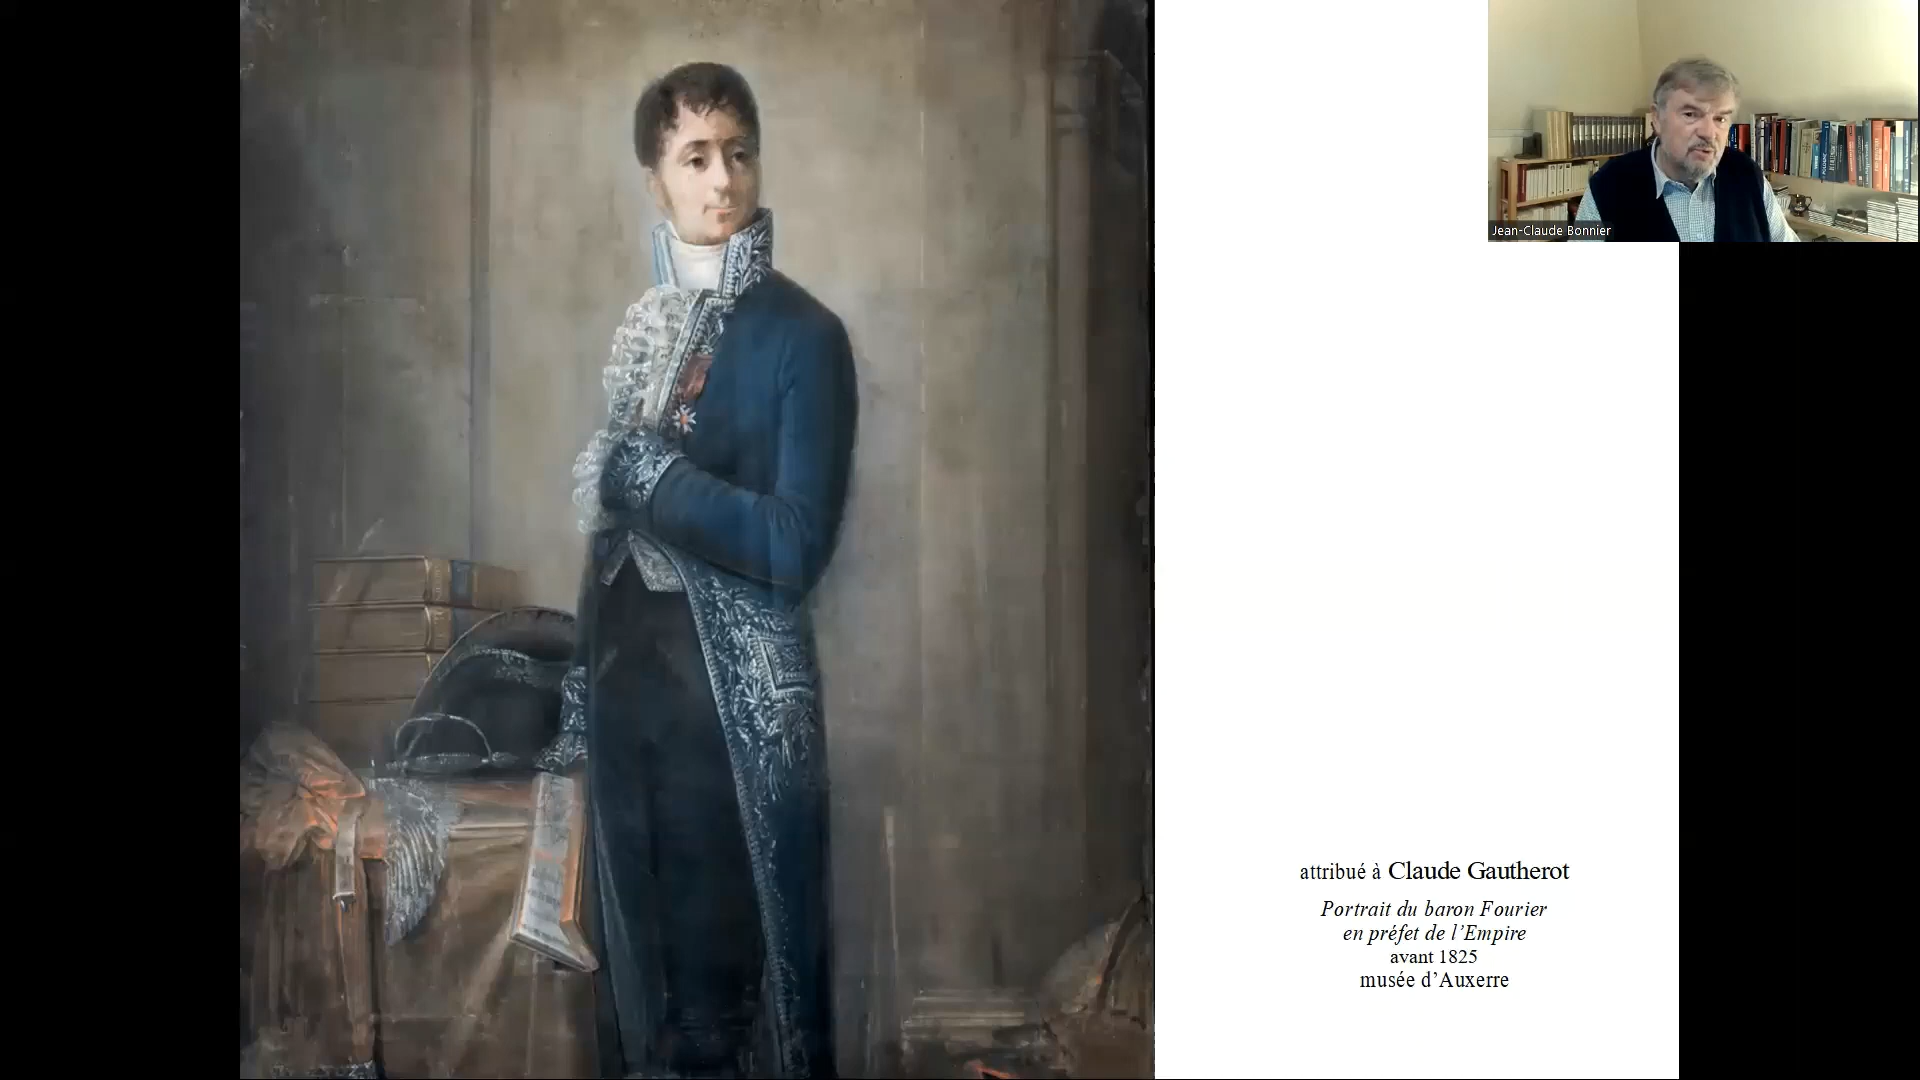 Jean-Claude Bonnier
attribué à Claude Gautherot
Portrait du baron Fourier
en préfet de l’Empire
avant 1825
musée d’Auxerre